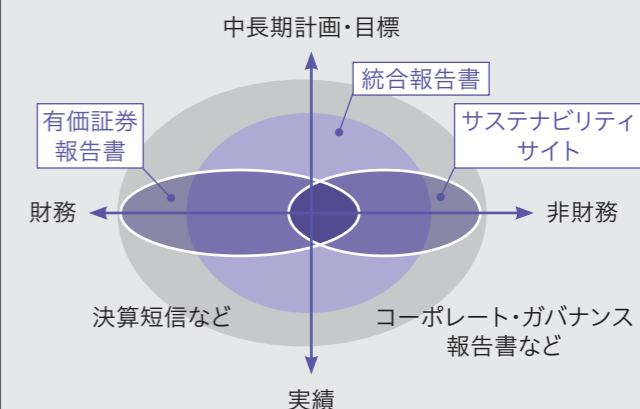 中長期計画・目標
統合報告書
有価証券
報告書
サステナビリティ
サイト
財務
非財務
決算短信など
コーポレート・ガバナンス
報告書など
実績